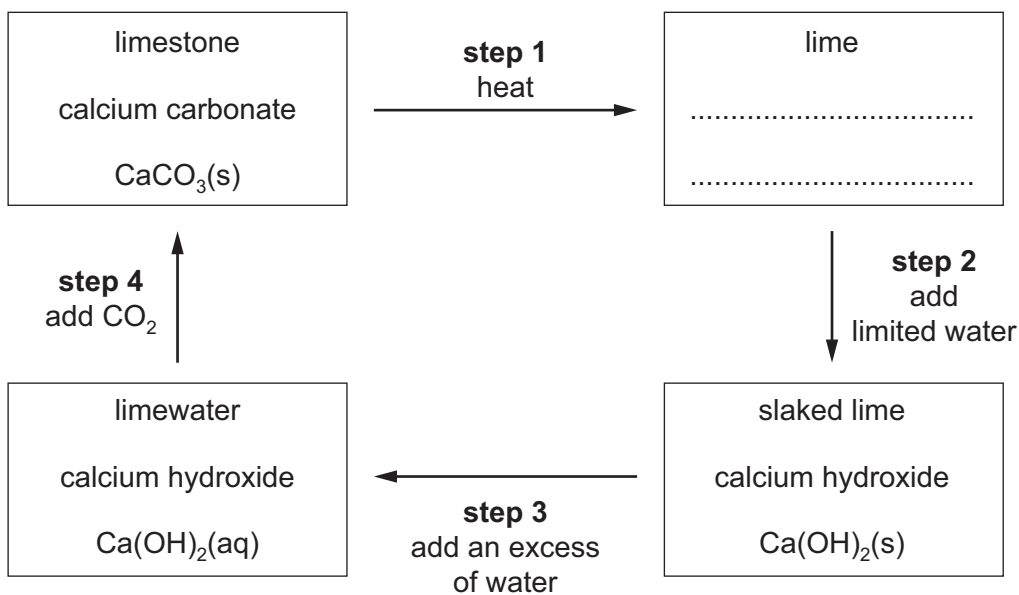 limestone
calcium carbonate
CaCO₃(s)
step 1
heat
lime
..................................
..................................
step 4
add CO₂
step 2
add
limited water
limewater
calcium hydroxide
Ca(OH)₂(aq)
step 3
add an excess
of water
slaked lime
calcium hydroxide
Ca(OH)₂(s)